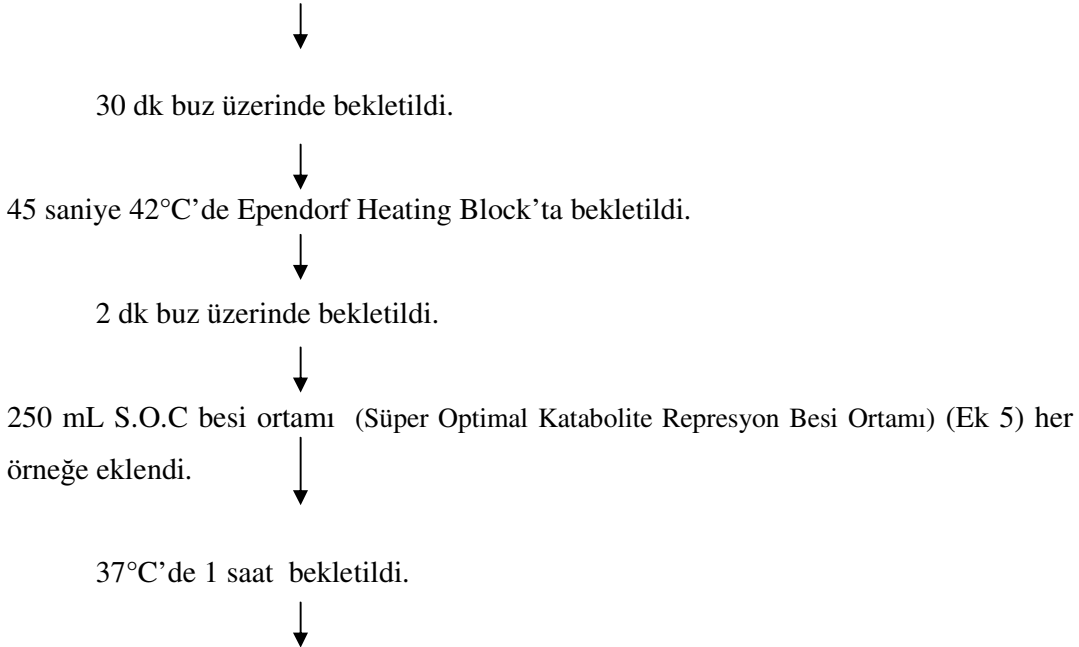 30 dk buz üzerinde bekletildi.
45 saniye 42°C’de Ependorf Heating Block’ta bekletildi.
2 dk buz üzerinde bekletildi.
250 mL S.O.C besi ortamı (Süper Optimal Katabolite Represyon Besi Ortamı) (Ek 5) her
örneğe eklendi.
37°C’de 1 saat bekletildi.